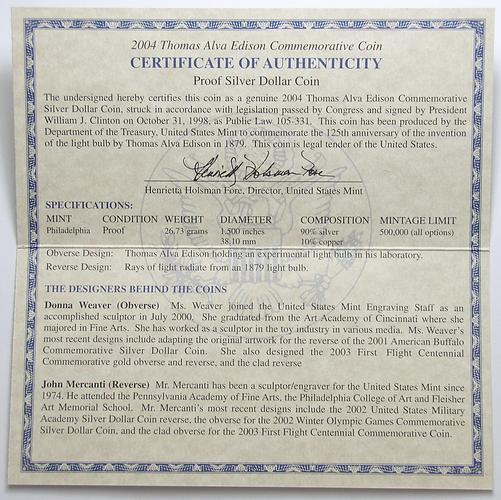 2004 Thomas Alva Edison Commemorative Coin
CERTIFICATE OF AUTHENTICITY
Proof Silver Dollar Coin
The undersigned hereby certifies this coin as a genuine 2004 Thomas Alva Edison Commemorative
Silver Dollar Coin, struck in accordance with legislation passed by Congress and signed by President
William J. Clinton on October 31, 1998, as Public Law 105-331. This coin has been produced by the
Department of the Treasury, United States Mint to commemorate the 125th anniversary of the invention
of the light bulb by Thomas Alva Edison in 1879. This coin is legal tender of the United States.
Henrietta Holsman Fore
Henrietta Holsman Fore, Director, United States Mint
SPECIFICATIONS:
MINT CONDITION WEIGHT DIAMETER COMPOSITION MINTAGE LIMIT
Philadelphia Proof 26.73 grams 1.500 inches 90% silver 500,000 (all options)
38.10 mm 10% copper
Obverse Design: Thomas Alva Edison holding an experimental light bulb in his laboratory.
Reverse Design: Rays of light radiate from an 1879 light bulb.
THE DESIGNERS BEHIND THE COINS
Donna Weaver (Obverse) Ms. Weaver joined the United States Mint Engraving Staff as an
accomplished sculptor in July 2000. She graduated from the Art Academy of Cincinnati where she
majored in Fine Arts. She has worked as a sculptor in the toy industry in various media. Ms. Weaver's
most recent designs include adapting the original artwork for the reverse of the 2001 American Buffalo
Commemorative Silver Dollar Coin. She also designed the 2003 First Flight Centennial
Commemorative gold obverse and reverse, and the clad reverse
John Mercanti (Reverse) Mr. Mercanti has been a sculptor/engraver for the United States Mint since
1974. He attended the Pennsylvania Academy of Fine Arts, the Philadelphia College of Art and Fleisher
Art Memorial School. Mr. Mercanti's most recent designs include the 2002 United States Military
Academy Silver Dollar Coin reverse, the obverse for the 2002 Winter Olympic Games Commemorative
Silver Dollar Coin, and the clad obverse for the 2003 First Flight Centennial Commemorative Coin.